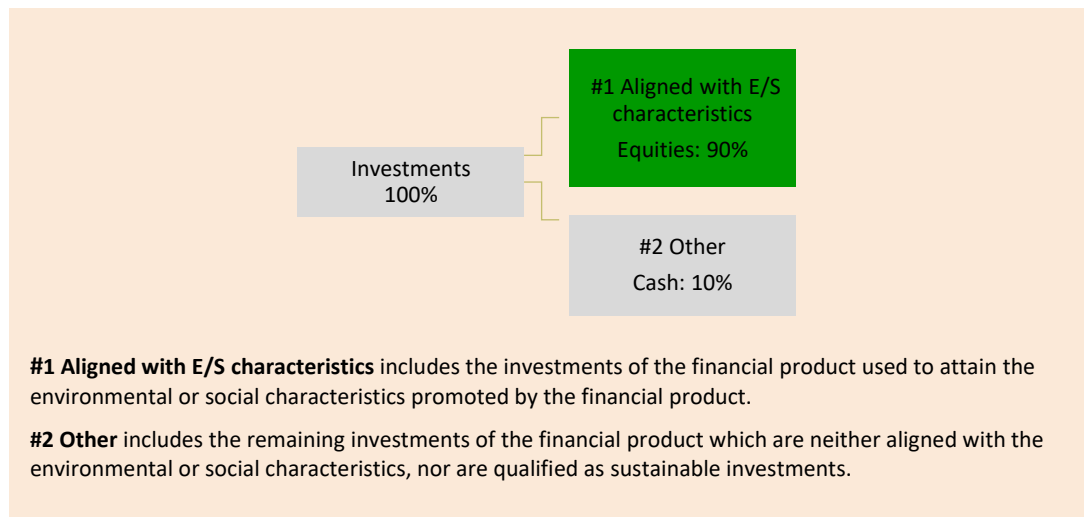 #1 Aligned with E/S
characteristics
Equities: 90%
Investments
100%
#2 Other
Cash: 10%
#1 Aligned with E/S characteristics includes the investments of the financial product used to attain the
environmental or social characteristics promoted by the financial product.
#2 Other includes the remaining investments of the financial product which are neither aligned with the
environmental or social characteristics, nor are qualified as sustainable investments.